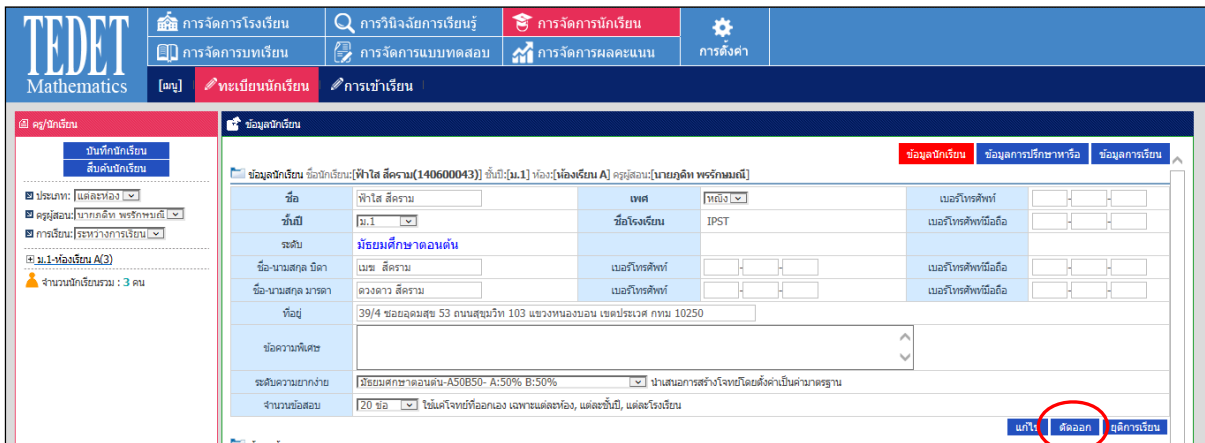 TEDET
Mathematics
การจัดการโรงเรียน
การวินิจฉัยการเรียนรู้
การจัดการนักเรียน
การจัดการบทเรียน
การจัดการแบบทดสอบ
การจัดการผลคะแนน
การตั้งค่า
[เมนู]
ทะเบียนนักเรียน
การเข้าเรียน
ครู/นักเรียน
บันทึกนักเรียน
สืบค้นนักเรียน
ประเภท: แต่ละห้อง
ครูผู้สอน: นายภูดิท พรรักษมณี
การเรียน: ระหว่างการเรียน
ม.1-ห้องเรียน A(3)
จำนวนนักเรียนรวม : 3 คน
ข้อมูลนักเรียน
ข้อมูลนักเรียน ข้อมูลการปรึกษาหารือ ข้อมูลการเรียน
ข้อมูลนักเรียน ชื่อนักเรียน:[ฟ้าใส สีคราม(140600043)] ชั้นปี:[ม.1] ห้อง:[ห้องเรียน A] ครูผู้สอน:[นายภูดิท พรรักษมณี]
ชื่อ ฟ้าใส สีคราม เพศ หญิง เบอร์โทรศัพท์ - -
ชั้นปี ม.1 ชื่อโรงเรียน IPST เบอร์โทรศัพท์มือถือ - -
ระดับ มัธยมศึกษาตอนต้น
ชื่อ-นามสกุล บิดา เมฆ สีคราม เบอร์โทรศัพท์ - - เบอร์โทรศัพท์มือถือ - -
ชื่อ-นามสกุล มารดา ดวงดาว สีคราม เบอร์โทรศัพท์ - - เบอร์โทรศัพท์มือถือ - -
ที่อยู่ 39/4 ซอยอุดมสุข 53 ถนนสุขุมวิท 103 แขวงหนองบอน เขตประเวศ กทม 10250
ข้อความพิเศษ
ระดับความยากง่าย มัธยมศึกษาตอนต้น-A50B50- A:50% B:50% นำเสนอการสร้างโจทย์โดยตั้งค่าเป็นค่ามาตรฐาน
จำนวนข้อสอบ 20 ข้อ ใช้แค่โจทย์ที่ออกเอง เฉพาะแต่ละห้อง, แต่ละชั้นปี, แต่ละโรงเรียน
แก้ไข ตัดออก ยุติการเรียน